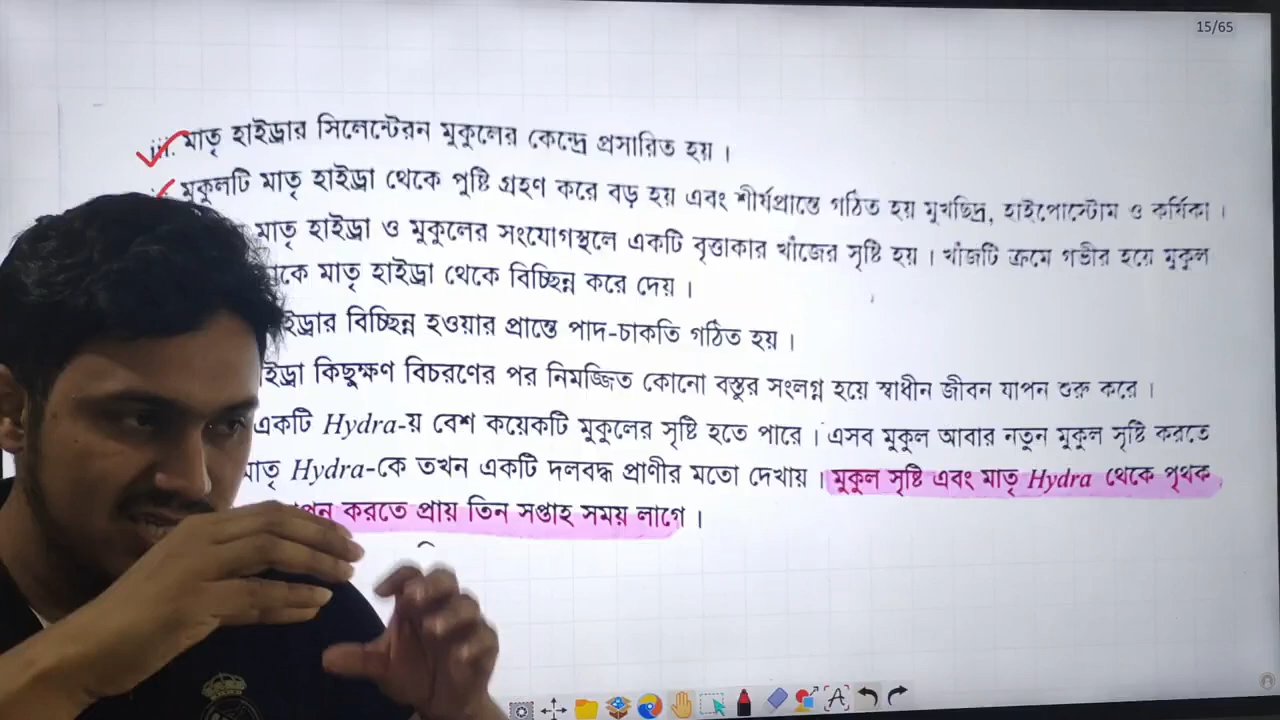 15/65
iii. মাতৃ হাইড্রার সিলেন্টেরন মুকুলের কেন্দ্রে প্রসারিত হয় ।
মুকুলটি মাতৃ হাইড্রা থেকে পুষ্টি গ্রহণ করে বড় হয় এবং শীর্ষপ্রান্তে গঠিত হয় মুখছিদ্র, হাইপোস্টোম ও কর্ষিকা ।
মাতৃ হাইড্রা ও মুকুলের সংযোগস্থলে একটি বৃত্তাকার খাঁজের সৃষ্টি হয় । খাঁজটি ক্রমে গভীর হয়ে মুকুল
কে মাতৃ হাইড্রা থেকে বিচ্ছিন্ন করে দেয় ।
ইড্রার বিচ্ছিন্ন হওয়ার প্রান্তে পাদ-চাকতি গঠিত হয় ।
ইড্রা কিছুক্ষণ বিচরণের পর নিমজ্জিত কোনো বস্তুর সংলগ্ন হয়ে স্বাধীন জীবন যাপন শুরু করে ।
একটি Hydra-য় বেশ কয়েকটি মুকুলের সৃষ্টি হতে পারে । এসব মুকুল আবার নতুন মুকুল সৃষ্টি করতে
মাতৃ Hydra-কে তখন একটি দলবদ্ধ প্রাণীর মতো দেখায় । মুকুল সৃষ্টি এবং মাতৃ Hydra থেকে পৃথক
পন করতে প্রায় তিন সপ্তাহ সময় লাগে ।